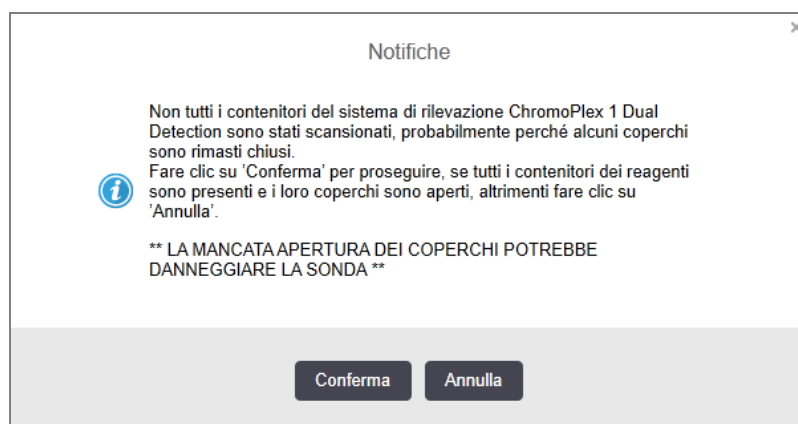 Notifiche
Non tutti i contenitori del sistema di rilevazione ChromoPlex 1 Dual
Detection sono stati scansionati, probabilmente perché alcuni coperchi
sono rimasti chiusi.
Fare clic su 'Conferma' per proseguire, se tutti i contenitori dei reagenti
sono presenti e i loro coperchi sono aperti, altrimenti fare clic su
'Annulla'.
** LA MANCATA APERTURA DEI COPERCHI POTREBBE
DANNEGGIARE LA SONDA **
Conferma Annulla